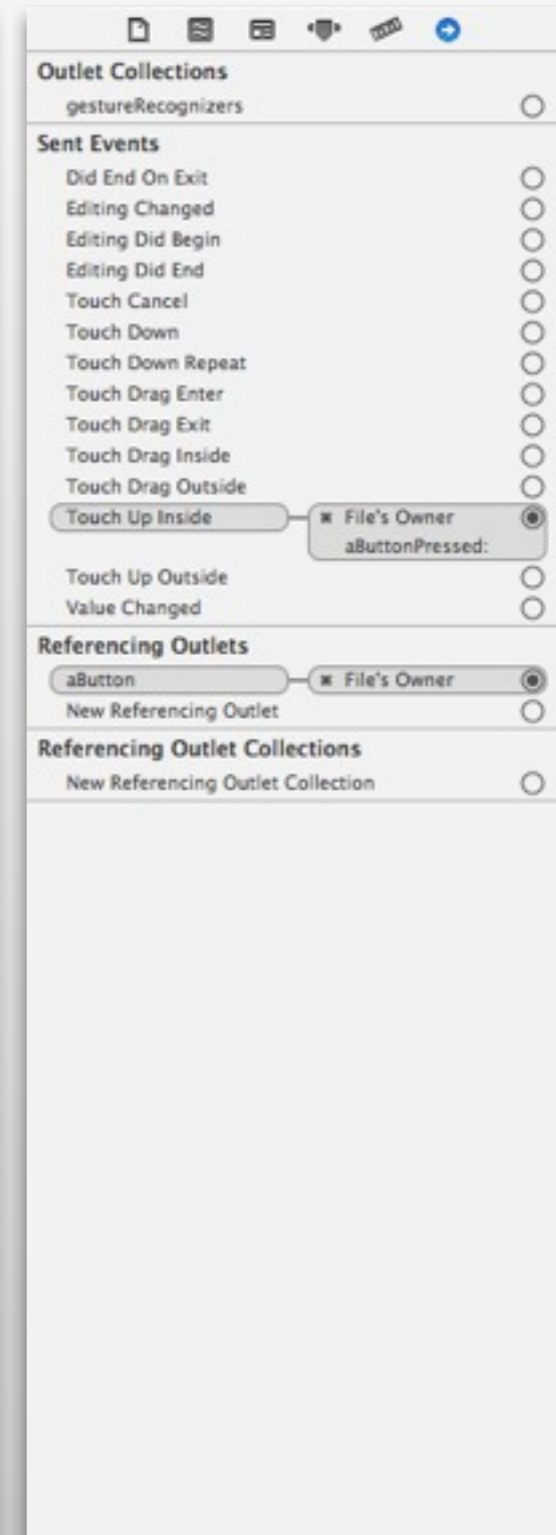 Outlet Collections
gestureRecognizers
Sent Events
Did End On Exit
Editing Changed
Editing Did Begin
Editing Did End
Touch Cancel
Touch Down
Touch Down Repeat
Touch Drag Enter
Touch Drag Exit
Touch Drag Inside
Touch Drag Outside
Touch Up Inside File's Owner
aButtonPressed:
Touch Up Outside
Value Changed
Referencing Outlets
aButton File's Owner
New Referencing Outlet
Referencing Outlet Collections
New Referencing Outlet Collection